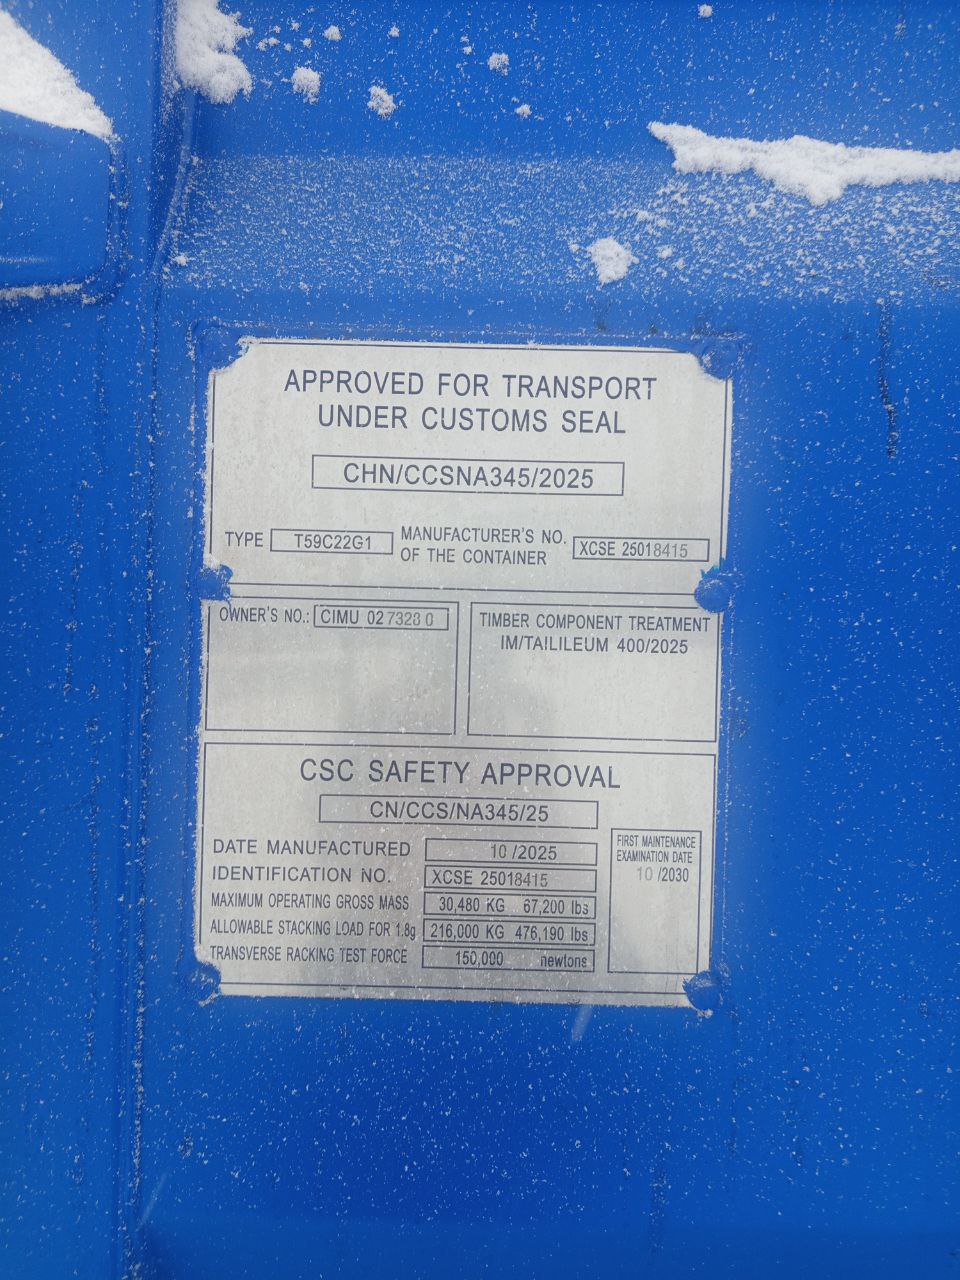 APPROVED FOR TRANSPORT
UNDER CUSTOMS SEAL
CHN/CCSNA345/2025
TYPE T59C22G1 MANUFACTURER'S NO. OF THE CONTAINER XCSE 25018415
OWNER'S NO.: CIMU 027328 0
TIMBER COMPONENT TREATMENT
IM/TAILILEUM 400/2025
CSC SAFETY APPROVAL
CN/CCS/NA345/25
DATE MANUFACTURED 10 /2025
IDENTIFICATION NO. XCSE 25018415
MAXIMUM OPERATING GROSS MASS 30,480 KG 67,200 lbs
ALLOWABLE STACKING LOAD FOR 1.8g 216,000 KG 476,190 lbs
TRANSVERSE RACKING TEST FORCE 150,000 newtons
FIRST MAINTENANCE
EXAMINATION DATE
10 /2030